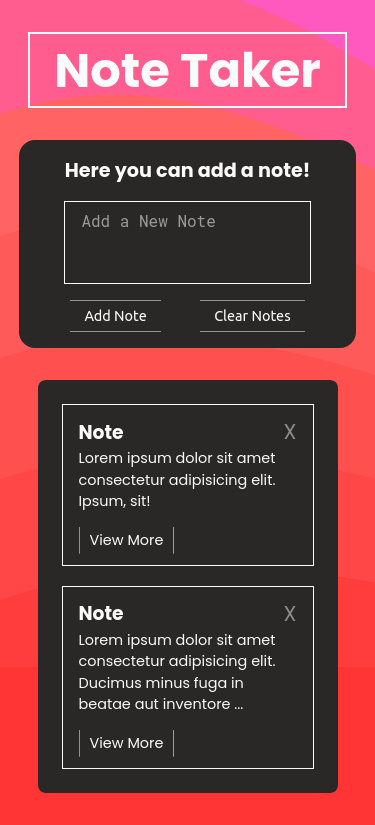 Note Taker
Here you can add a note!
Add a New Note
Add Note Clear Notes
Note X
Lorem ipsum dolor sit amet
consectetur adipisicing elit.
Ipsum, sit!
View More
Note X
Lorem ipsum dolor sit amet
consectetur adipisicing elit.
Ducimus minus fuga in
beatae aut inventore ...
View More